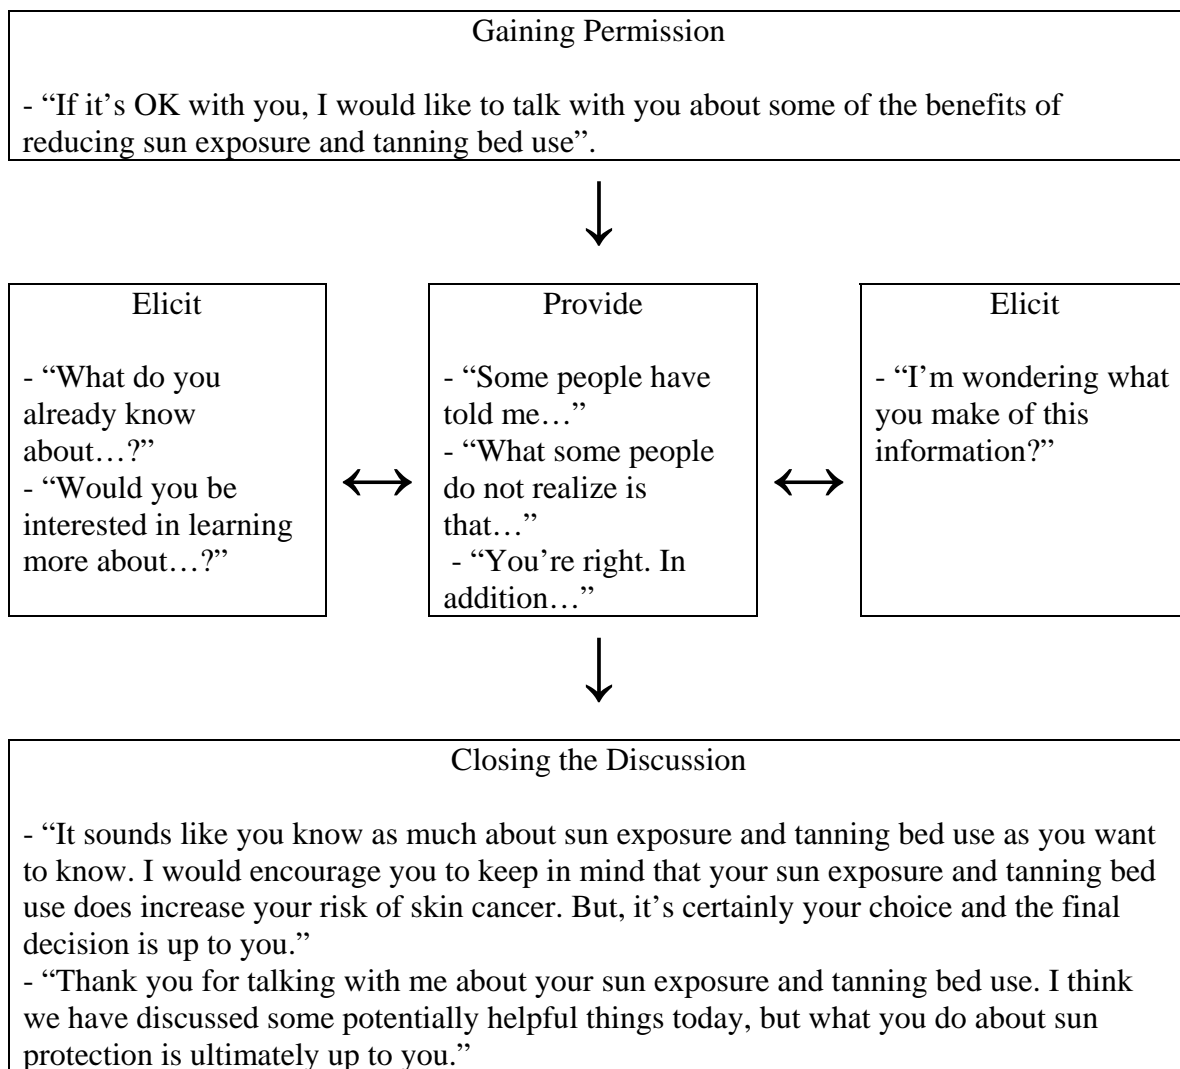 Gaining Permission
- “If it’s OK with you, I would like to talk with you about some of the benefits of
reducing sun exposure and tanning bed use”.
Elicit
- “What do you
already know
about…?”
- “Would you be
interested in learning
more about…?”
Provide
- “Some people have
told me…”
- “What some people
do not realize is
that…”
- “You’re right. In
addition…”
Elicit
- “I’m wondering what
you make of this
information?”
Closing the Discussion
- “It sounds like you know as much about sun exposure and tanning bed use as you want
to know. I would encourage you to keep in mind that your sun exposure and tanning bed
use does increase your risk of skin cancer. But, it’s certainly your choice and the final
decision is up to you.”
- “Thank you for talking with me about your sun exposure and tanning bed use. I think
we have discussed some potentially helpful things today, but what you do about sun
protection is ultimately up to you.”